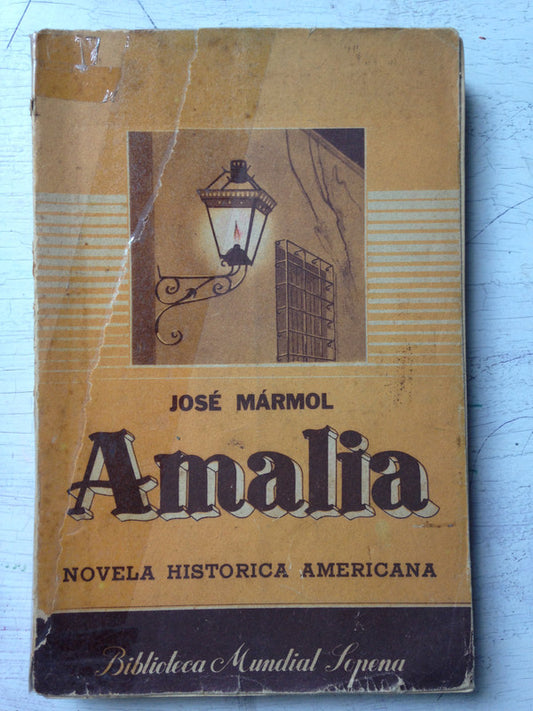 JOSÉ MÁRMOL
Amalia
NOVELA HISTORICA AMERICANA
Biblioteca Mundial Sopena